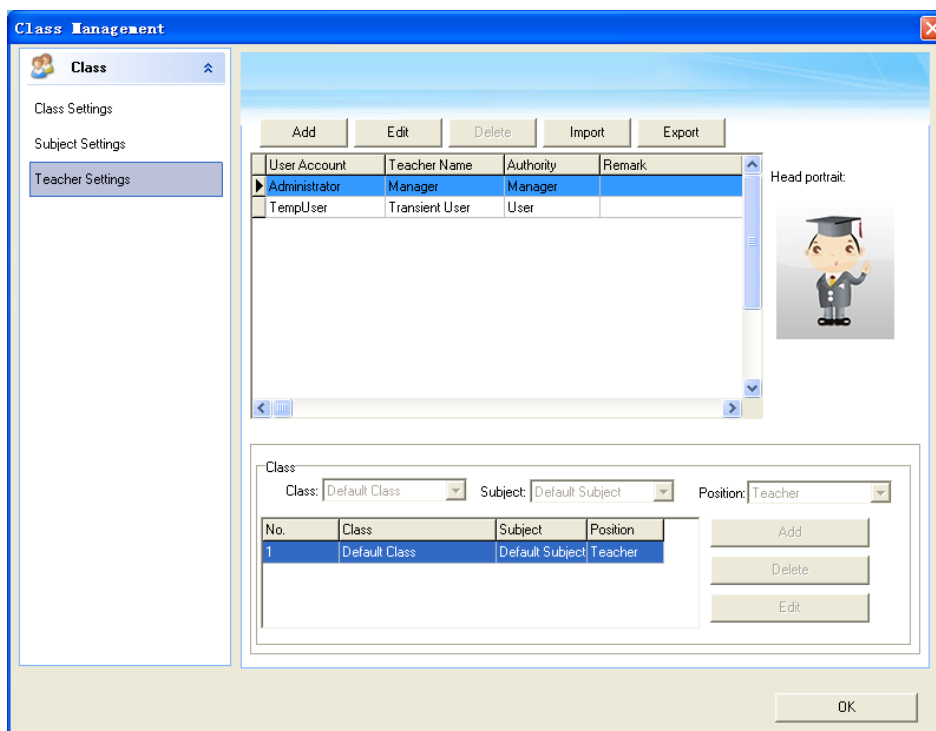 Class Management
Class
Class Settings
Subject Settings
Teacher Settings
Add Edit Delete Import Export
User Account Teacher Name Authority Remark
Administrator Manager Manager
TempUser Transient User User
Head portrait:
Class
Class: Default Class Subject: Default Subject Position: Teacher
No. Class Subject Position
1 Default Class Default Subject Teacher
Add
Delete
Edit
OK